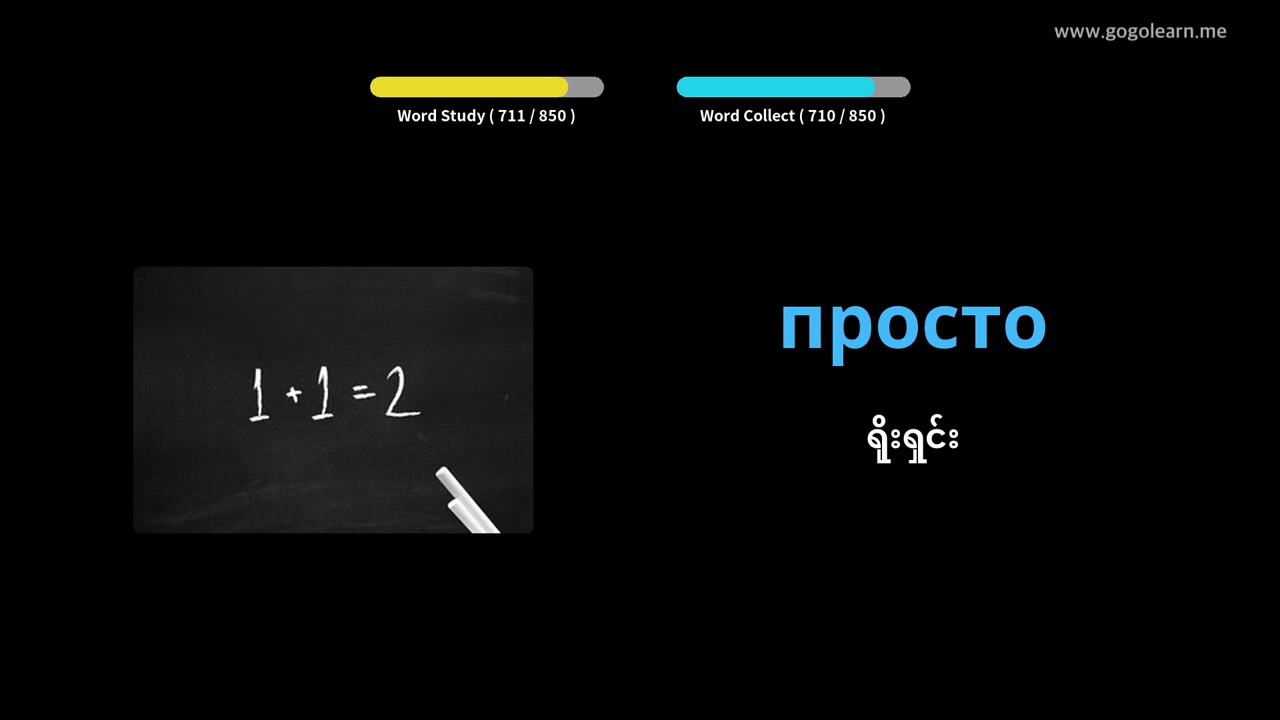 www.gogolearn.me
Word Study ( 711 / 850 )
Word Collect ( 710 / 850 )
1 + 1 = 2
просто
ရိုးရှင်း